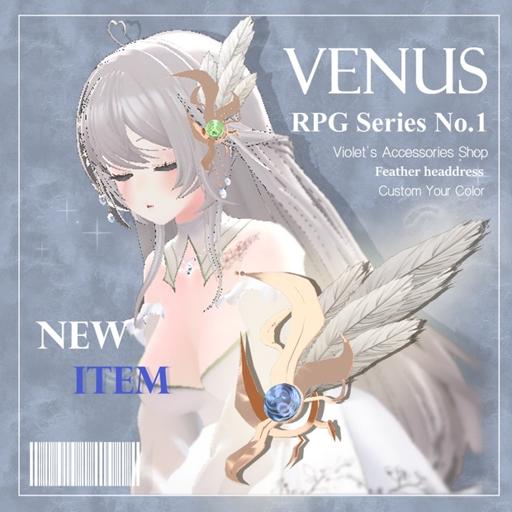 VENUS
RPG Series No.1
Violet's Accessories Shop
Feather headdress
Custom Your Color
NEW
ITEM